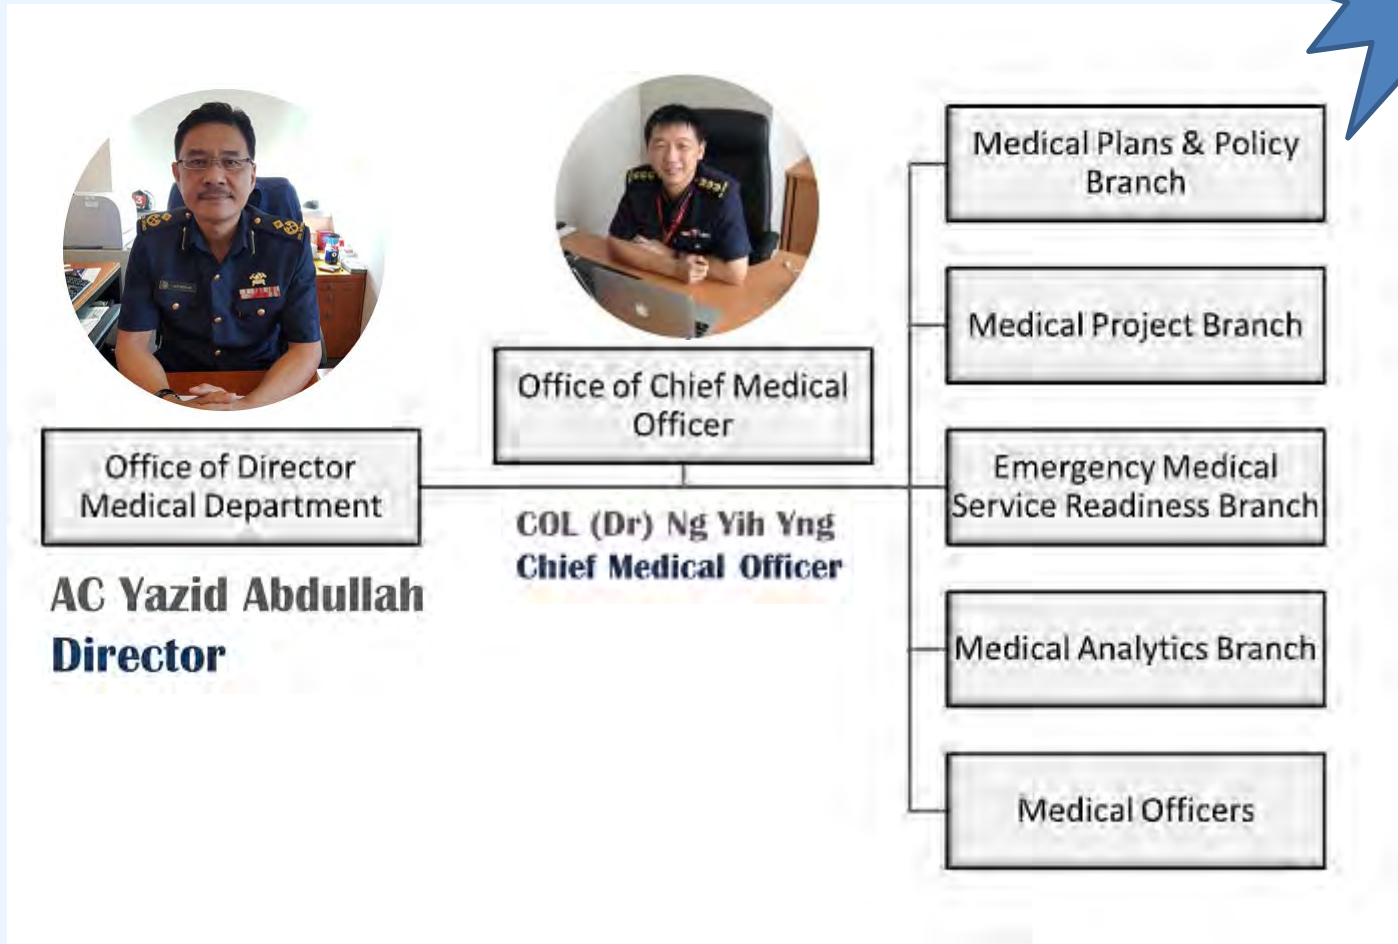 Office of Director
Medical Department
AC Yazid Abdullah
Director
Office of Chief Medical
Officer
COL (Dr) Ng Yih Yng
Chief Medical Officer
Medical Plans & Policy
Branch
Medical Project Branch
Emergency Medical
Service Readiness Branch
Medical Analytics Branch
Medical Officers